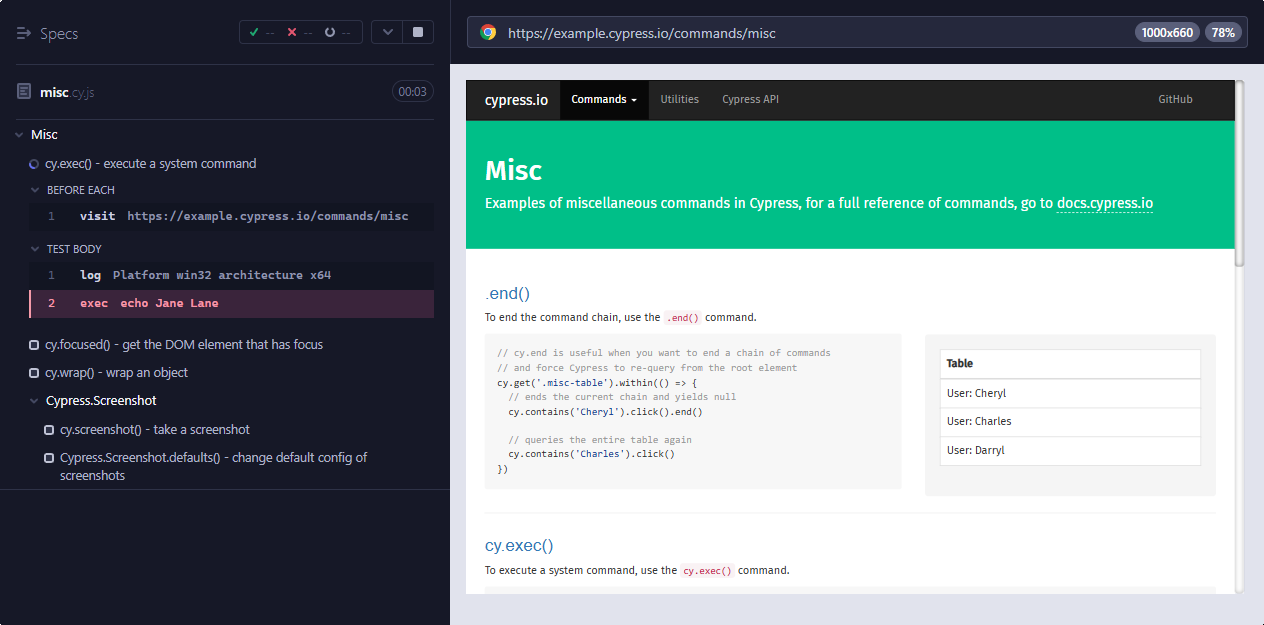 Specs
-- -- --
misc.cy.js 00:03
Misc
cy.exec() - execute a system command
BEFORE EACH
1 visit https://example.cypress.io/commands/misc
TEST BODY
1 log Platform win32 architecture x64
2 exec echo Jane Lane
cy.focused() - get the DOM element that has focus
cy.wrap() - wrap an object
Cypress.Screenshot
cy.screenshot() - take a screenshot
Cypress.Screenshot.defaults() - change default config of
screenshots
https://example.cypress.io/commands/misc 1000x660 78%
cypress.io Commands Utilities Cypress API GitHub
Misc
Examples of miscellaneous commands in Cypress, for a full reference of commands, go to docs.cypress.io
.end()
To end the command chain, use the .end() command.
// cy.end is useful when you want to end a chain of commands
// and force Cypress to re-query from the root element
cy.get('.misc-table').within(() => {
// ends the current chain and yields null
cy.contains('Cheryl').click().end()
// queries the entire table again
cy.contains('Charles').click()
})
Table
User: Cheryl
User: Charles
User: Darryl
cy.exec()
To execute a system command, use the cy.exec() command.